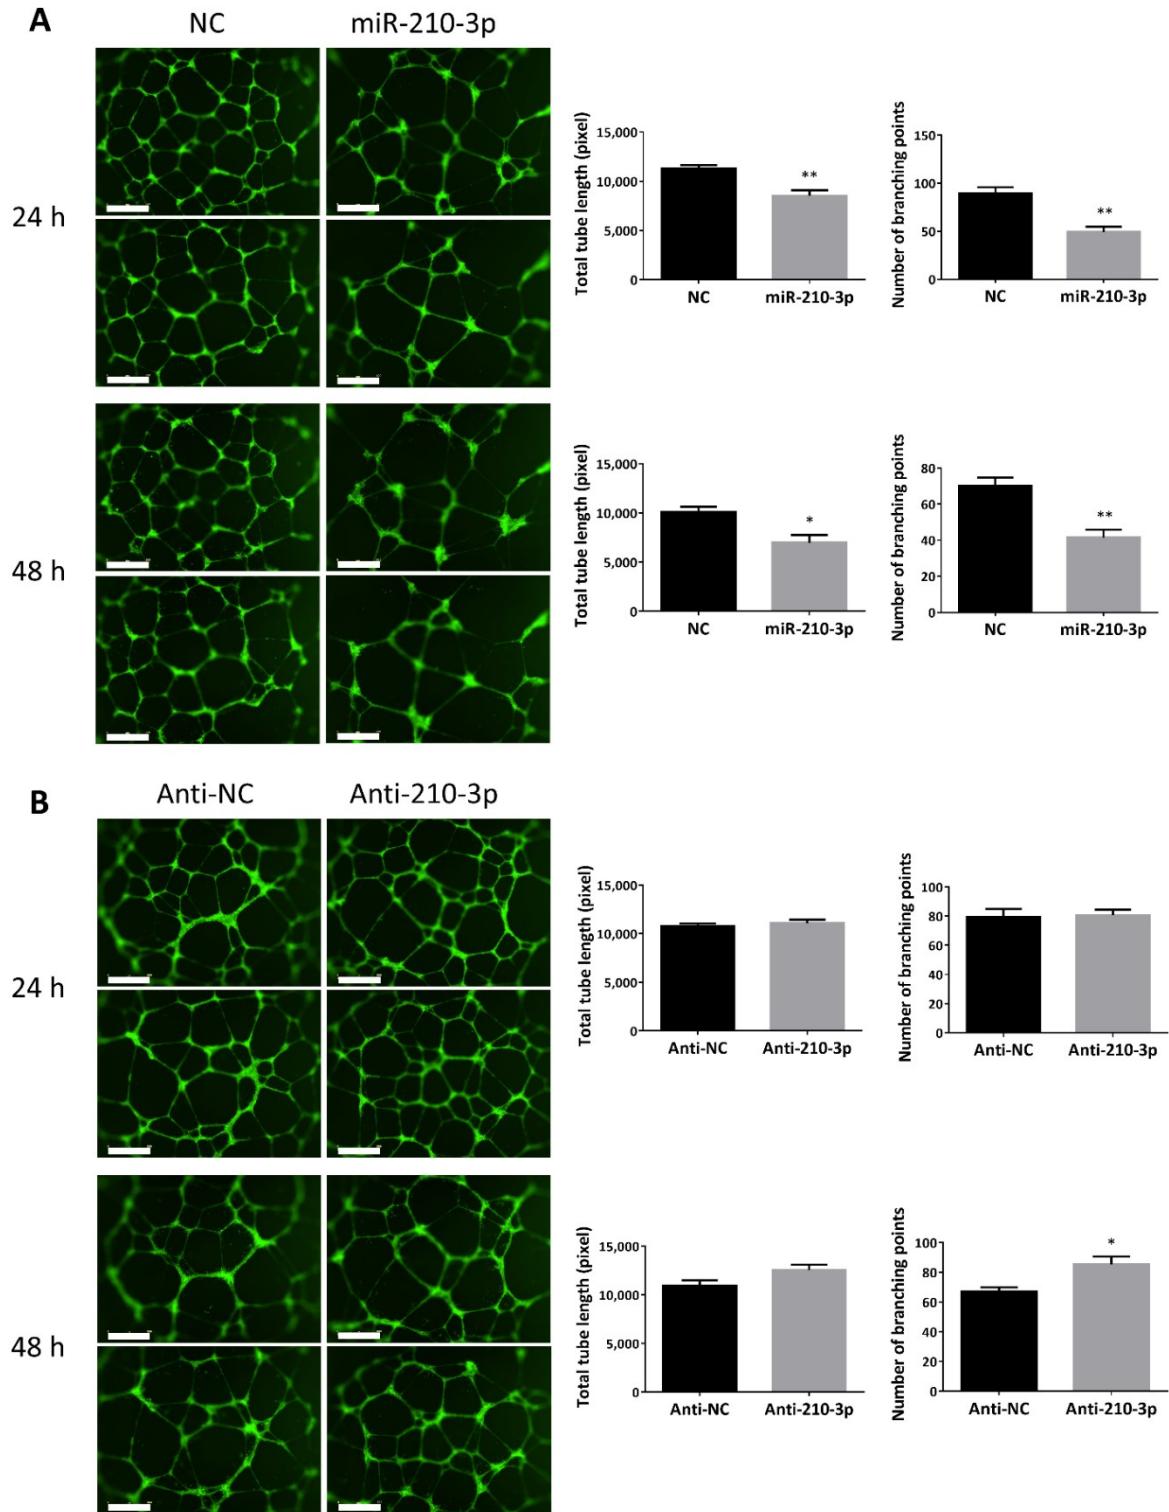 A
NC
miR-210-3p
24 h
48 h
Total tube length (pixel)
15,000
10,000
5,000
0
**
NC
miR-210-3p
Number of branching points
150
100
50
0
**
NC
miR-210-3p
Total tube length (pixel)
15,000
10,000
5,000
0
*
NC
miR-210-3p
Number of branching points
80
60
40
20
0
**
NC
miR-210-3p
B
Anti-NC
Anti-210-3p
24 h
48 h
Total tube length (pixel)
15,000
10,000
5,000
0
Anti-NC
Anti-210-3p
Number of branching points
100
80
60
40
20
0
Anti-NC
Anti-210-3p
Total tube length (pixel)
15,000
10,000
5,000
0
Anti-NC
Anti-210-3p
Number of branching points
100
80
60
40
20
0
*
Anti-NC
Anti-210-3p